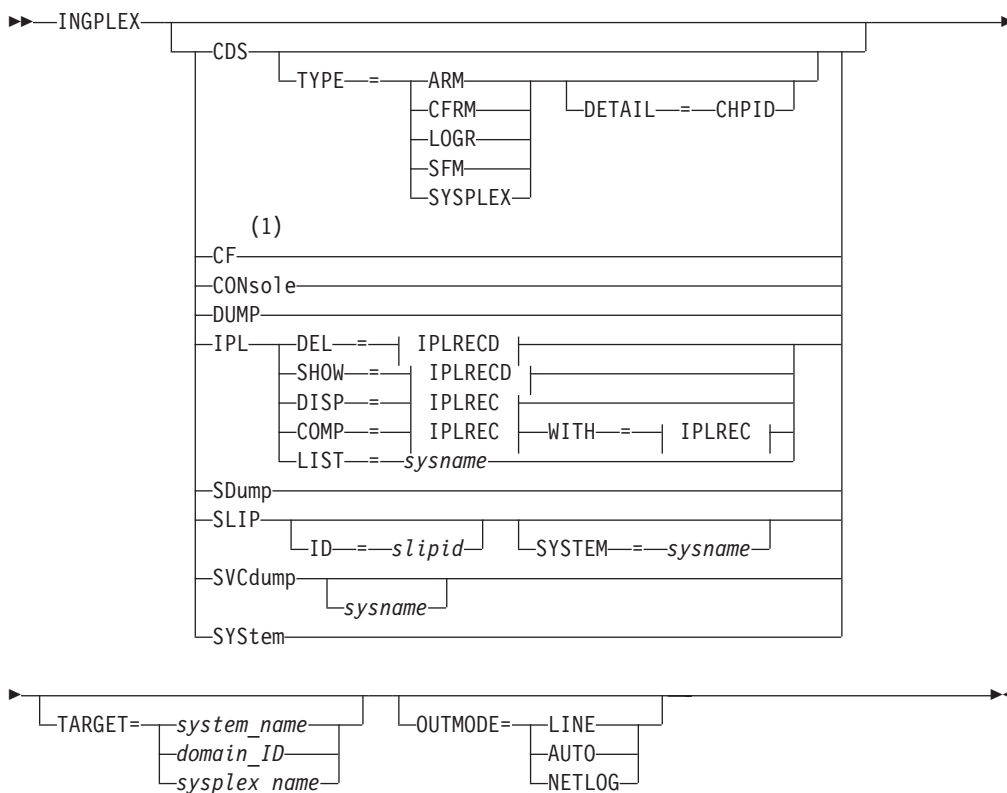 INGPLEX
CDS
TYPE = ARM
CFRM
DETAIL = CHPID
LOGR
SFM
SYSPLEX
(1)
CF
CONsole
DUMP
IPL DEL = IPLRECD
SHOW = IPLRECD
DISP = IPLREC
COMP = IPLREC WITH = IPLREC
LIST = sysname
SDump
SLIP
ID = slipid SYSTEM = sysname
SVCdump
sysname
SYStem
TARGET= system_name OUTMODE= LINE
domain_ID AUTO
sysplex name NETLOG